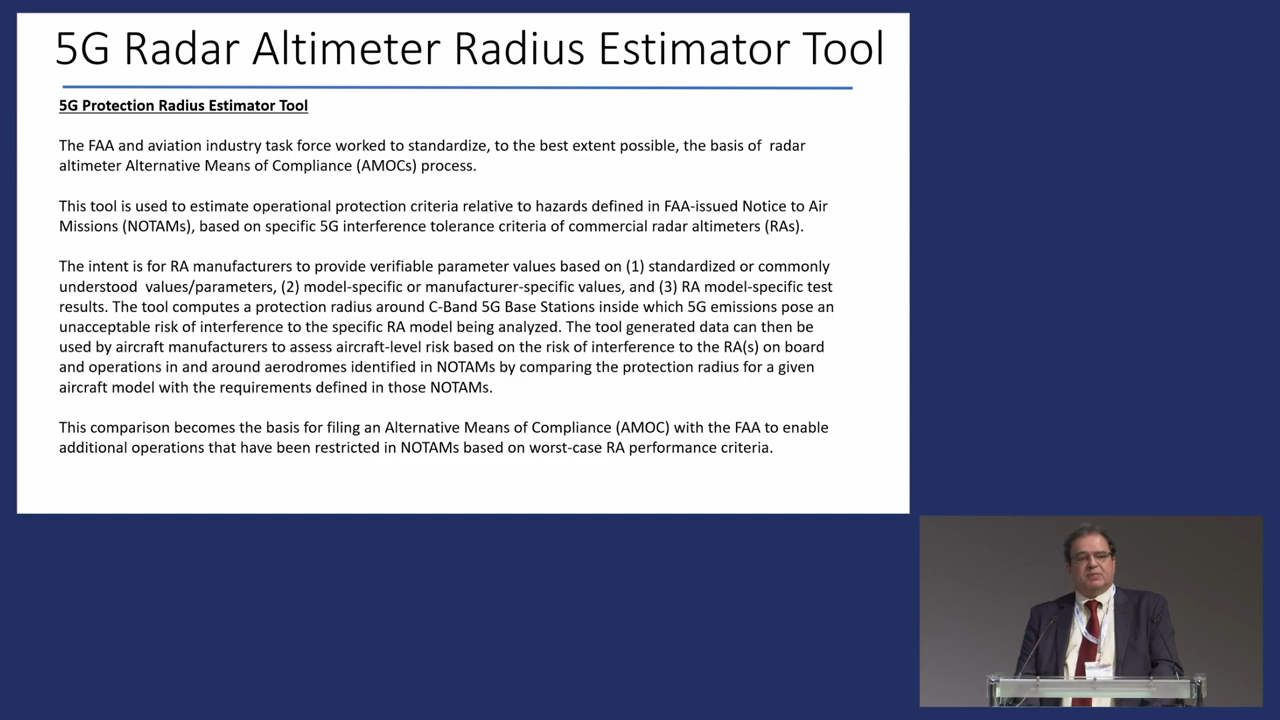 5G Radar Altimeter Radius Estimator Tool
5G Protection Radius Estimator Tool
The FAA and aviation industry task force worked to standardize, to the best extent possible, the basis of radar
altimeter Alternative Means of Compliance (AMOCs) process.
This tool is used to estimate operational protection criteria relative to hazards defined in FAA-issued Notice to Air
Missions (NOTAMs), based on specific 5G interference tolerance criteria of commercial radar altimeters (RAs).
The intent is for RA manufacturers to provide verifiable parameter values based on (1) standardized or commonly
understood values/parameters, (2) model-specific or manufacturer-specific values, and (3) RA model-specific test
results. The tool computes a protection radius around C-Band 5G Base Stations inside which 5G emissions pose an
unacceptable risk of interference to the specific RA model being analyzed. The tool generated data can then be
used by aircraft manufacturers to assess aircraft-level risk based on the risk of interference to the RA(s) on board
and operations in and around aerodromes identified in NOTAMs by comparing the protection radius for a given
aircraft model with the requirements defined in those NOTAMs.
This comparison becomes the basis for filing an Alternative Means of Compliance (AMOC) with the FAA to enable
additional operations that have been restricted in NOTAMs based on worst-case RA performance criteria.